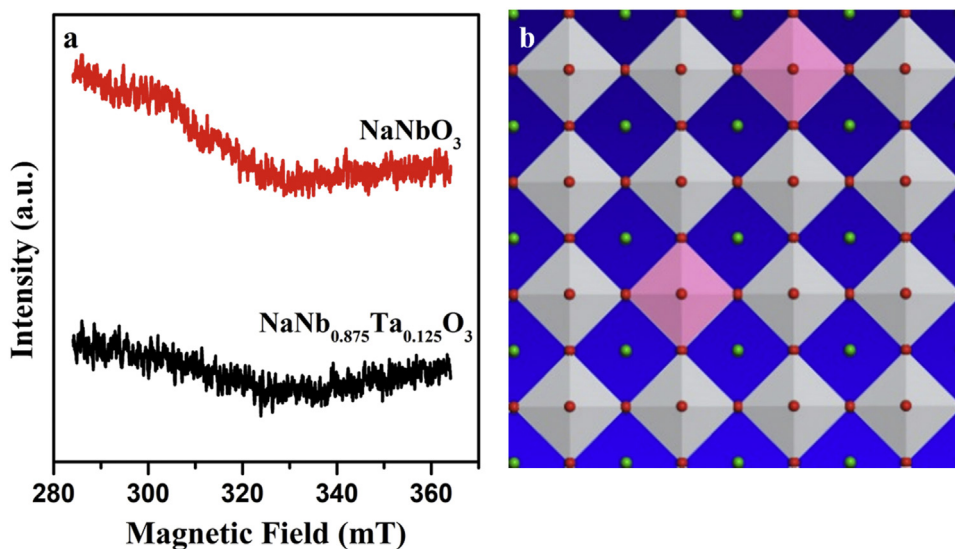 a
NaNbO₃
NaNb₀.₈₇₅Ta₀.₁₂₅O₃
Intensity (a.u.)
280 300 320 340 360
Magnetic Field (mT)
b